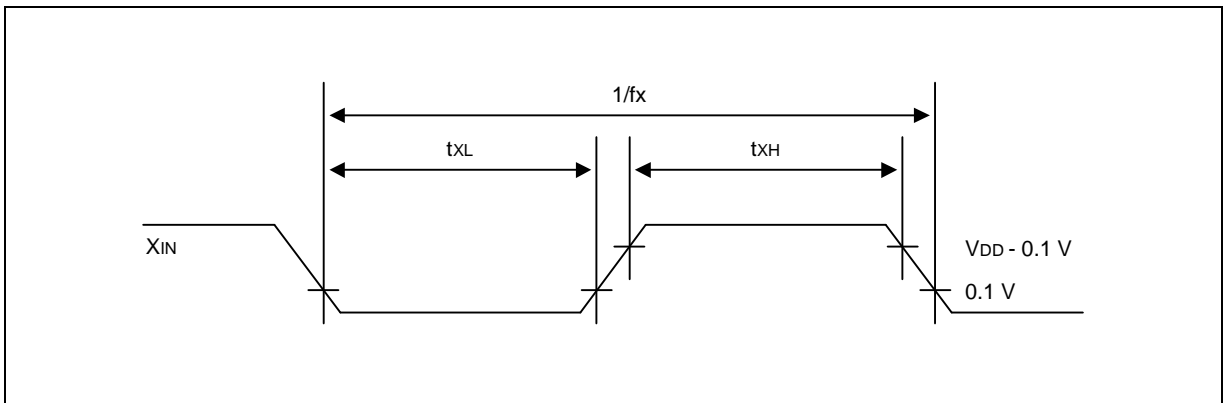 1/fx
tXL tXH
XIN
VDD - 0.1 V
0.1 V